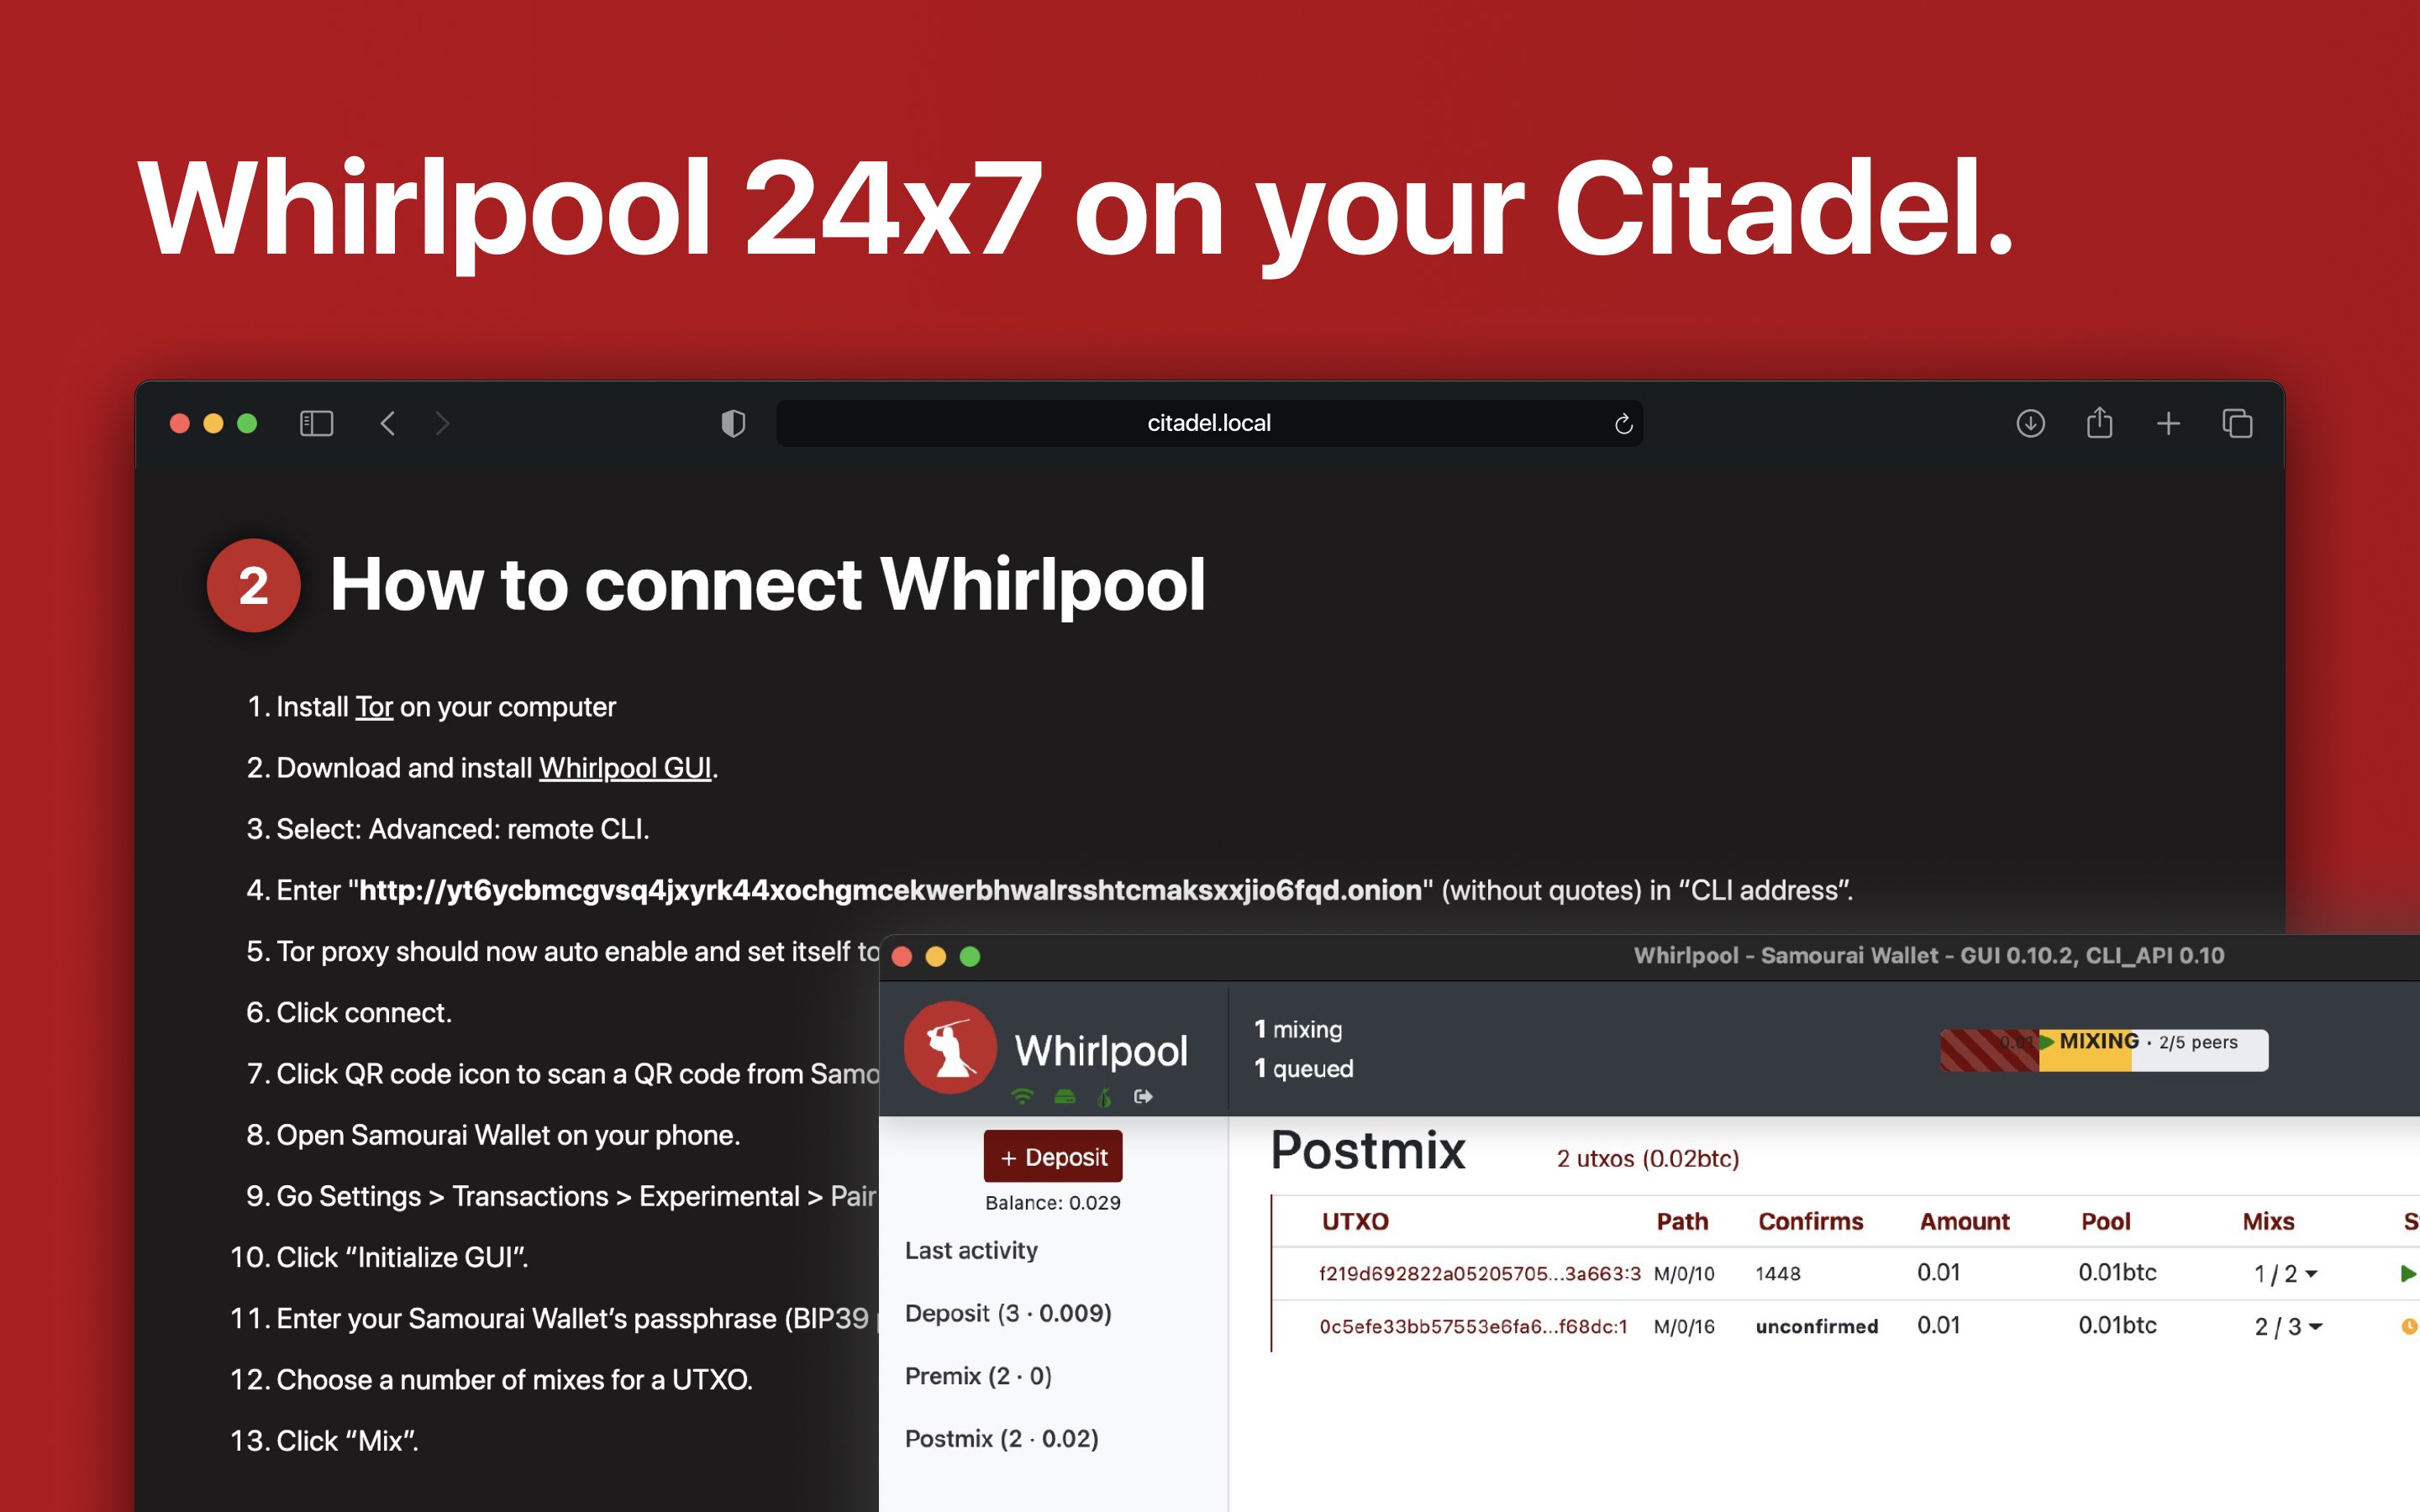 Whirlpool 24x7 on your Citadel.
citadel.local
2 How to connect Whirlpool
1. Install Tor on your computer
2. Download and install Whirlpool GUI.
3. Select: Advanced: remote CLI.
4. Enter "http://yt6ycbmcgvsq4jxyrk44xochgmcekwerbhwalrsshtcmaksxxjio6fqd.onion" (without quotes) in “CLI address”.
5. Tor proxy should now auto enable and set itself to
6. Click connect.
7. Click QR code icon to scan a QR code from Samo
8. Open Samourai Wallet on your phone.
9. Go Settings > Transactions > Experimental > Pair
10. Click “Initialize GUI”.
11. Enter your Samourai Wallet’s passphrase (BIP39
12. Choose a number of mixes for a UTXO.
13. Click “Mix”.
Whirlpool - Samourai Wallet - GUI 0.10.2, CLI_API 0.10
Whirlpool
1 mixing
1 queued
0.01 MIXING · 2/5 peers
+ Deposit
Balance: 0.029
Last activity
Deposit (3 · 0.009)
Premix (2 · 0)
Postmix (2 · 0.02)
Postmix 2 utxos (0.02btc)
UTXO Path Confirms Amount Pool Mixs S
f219d692822a05205705...3a663:3 M/0/10 1448 0.01 0.01btc 1 / 2
0c5efe33bb57553e6fa6...f68dc:1 M/0/16 unconfirmed 0.01 0.01btc 2 / 3